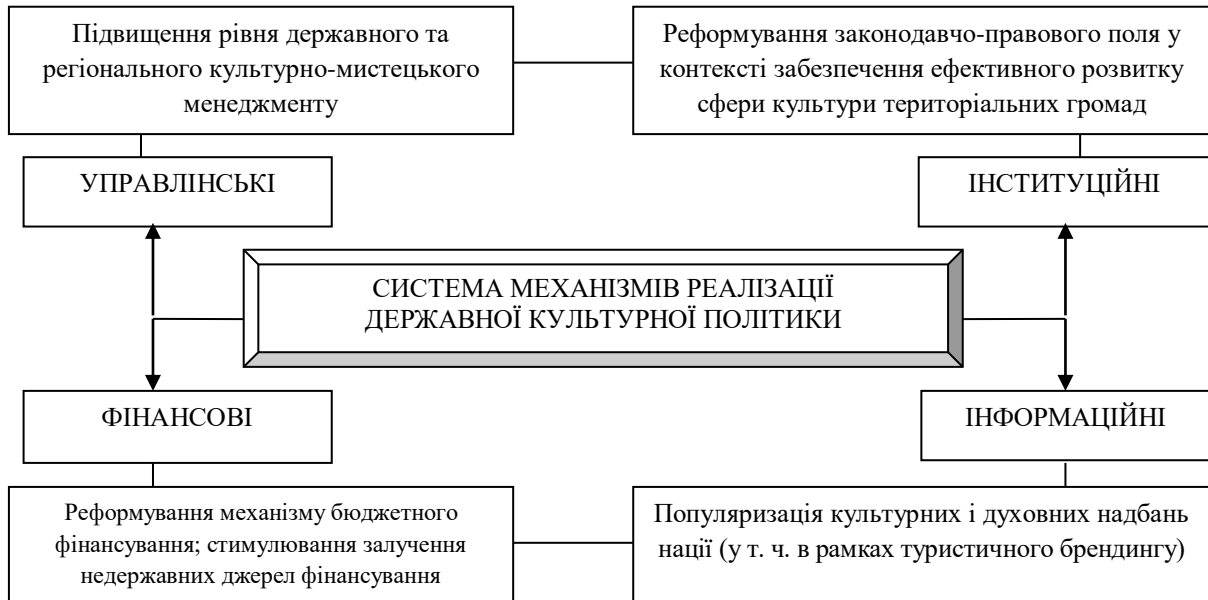 Підвищення рівня державного та
регіонального культурно-мистецького
менеджменту
Реформування законодавчо-правового поля у
контексті забезпечення ефективного розвитку
сфери культури територіальних громад
УПРАВЛІНСЬКІ
ІНСТИТУЦІЙНІ
СИСТЕМА МЕХАНІЗМІВ РЕАЛІЗАЦІЇ
ДЕРЖАВНОЇ КУЛЬТУРНОЇ ПОЛІТИКИ
ФІНАНСОВІ
ІНФОРМАЦІЙНІ
Реформування механізму бюджетного
фінансування; стимулювання залучення
недержавних джерел фінансування
Популяризація культурних і духовних надбань
нації (у т. ч. в рамках туристичного брендингу)